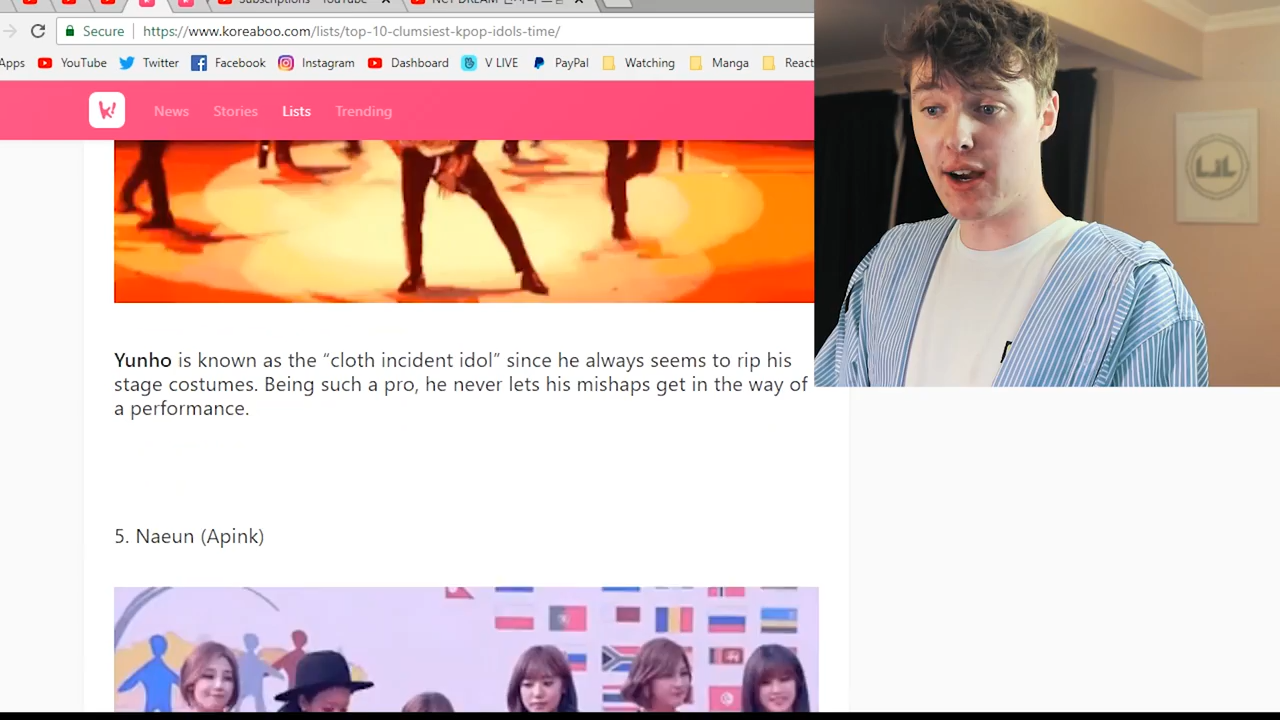 Subscriptions - YouTube
Secure https://www.koreaboo.com/lists/top-10-clumsiest-kpop-idols-time/
Apps YouTube Twitter Facebook Instagram Dashboard V LIVE PayPal Watching Manga React
k! News Stories Lists Trending
Yunho is known as the “cloth incident idol” since he always seems to rip his
stage costumes. Being such a pro, he never lets his mishaps get in the way of
a performance.
5. Naeun (Apink)